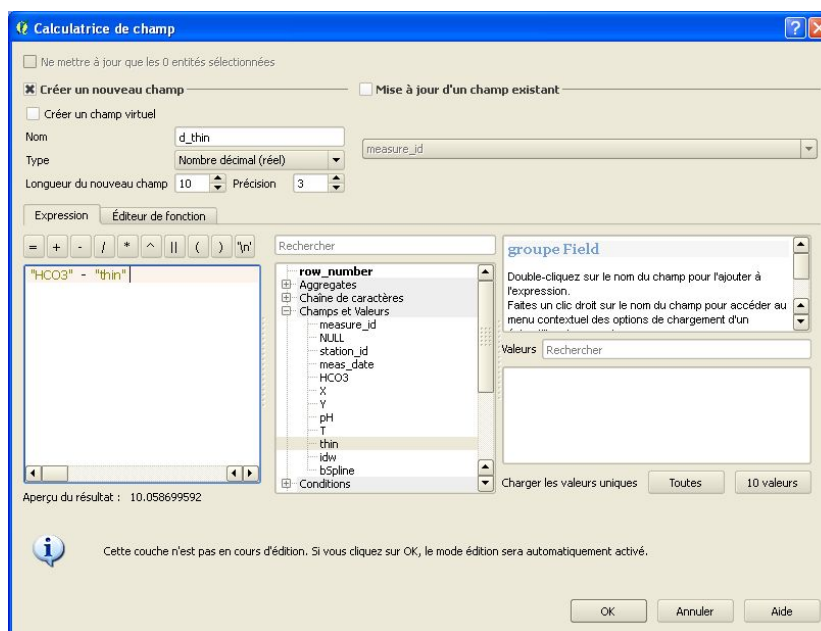 Calculatrice de champ
Ne mettre à jour que les 0 entités sélectionnées
Créer un nouveau champ
Mise à jour d'un champ existant
Créer un champ virtuel
Nom d_thin
measure_id
Type Nombre décimal (réel)
Longueur du nouveau champ 10 Précision 3
Expression Éditeur de fonction
= + - / * ^ || ( ) '\n'
"HCO3" - "thin"
Aperçu du résultat : 10.058699592
Rechercher
row_number
Aggregates
Chaîne de caractères
Champs et Valeurs
measure_id
NULL
station_id
meas_date
HCO3
X
Y
pH
T
thin
idw
bSpline
Conditions
groupe Field
Double-cliquez sur le nom du champ pour l'ajouter à
l'expression.
Faites un clic droit sur le nom du champ pour accéder au
menu contextuel des options de chargement d'un
Valeurs Rechercher
Charger les valeurs uniques Toutes 10 valeurs
Cette couche n'est pas en cours d'édition. Si vous cliquez sur OK, le mode édition sera automatiquement activé.
OK Annuler Aide